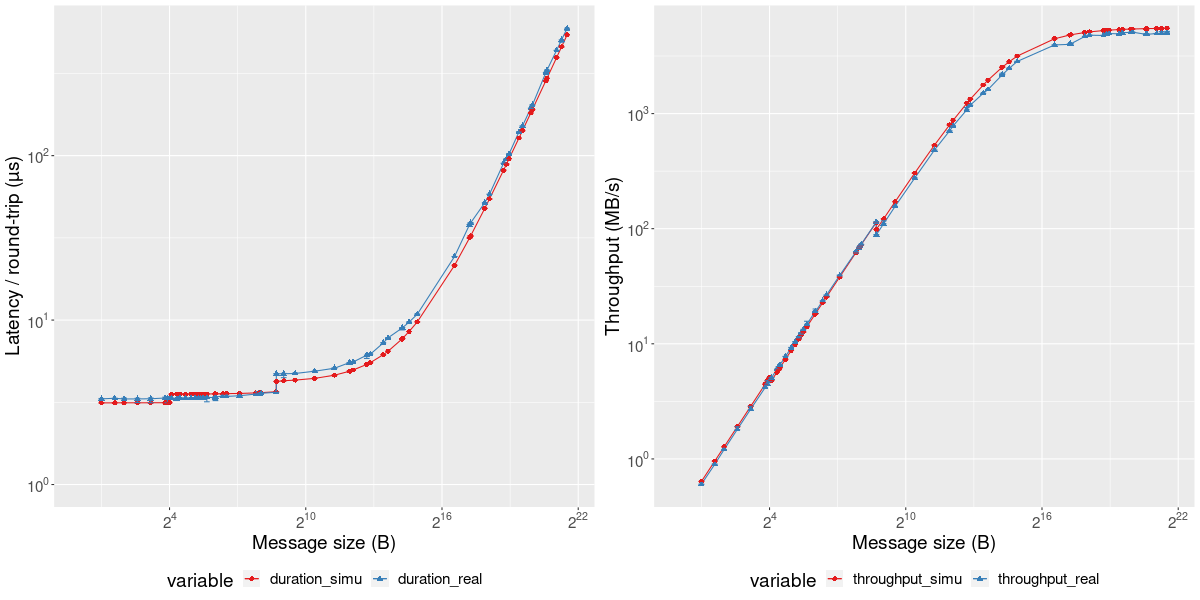 Latency / round-trip (µs)
10^2
10^1
10^0
2^4 2^10 2^16 2^22
Message size (B)
variable duration_simu duration_real
Throughput (MB/s)
10^3
10^2
10^1
10^0
2^4 2^10 2^16 2^22
Message size (B)
variable throughput_simu throughput_real